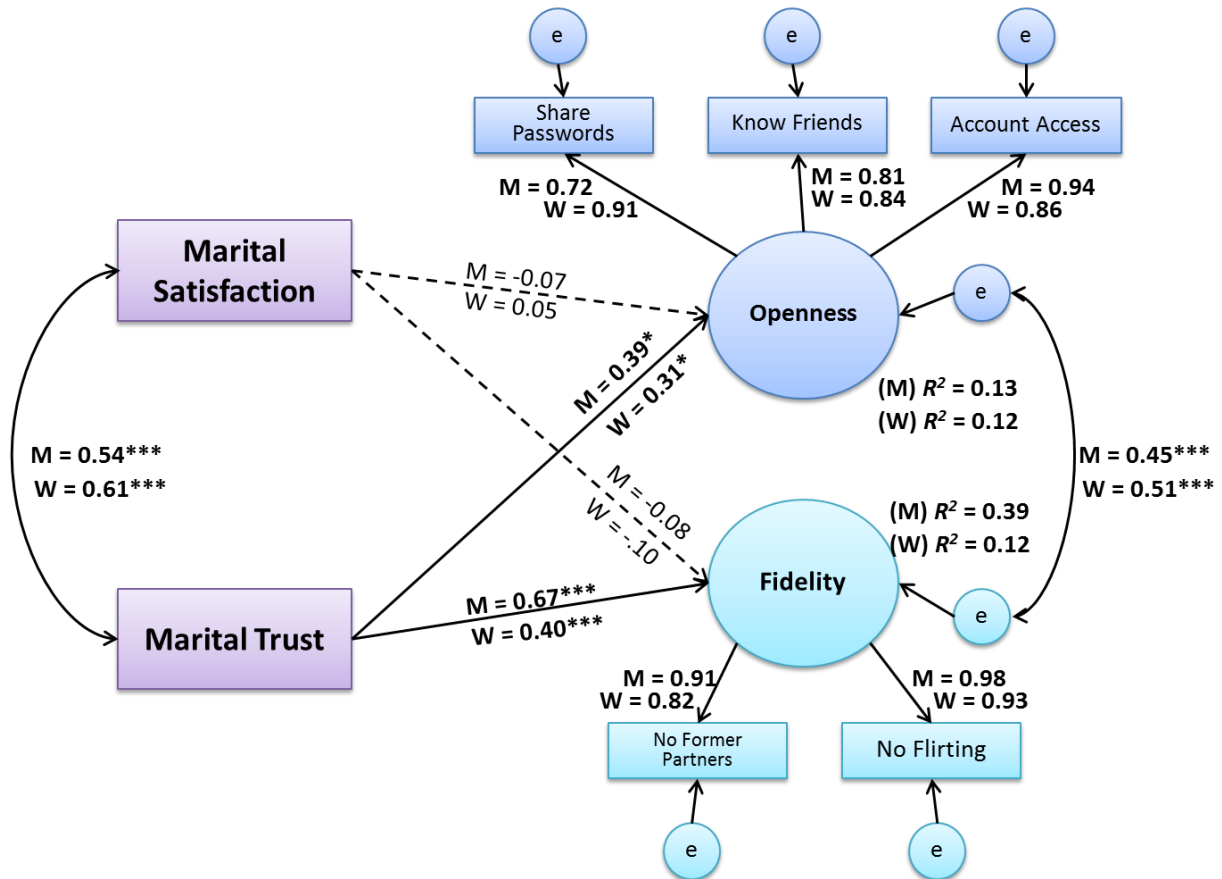 e
e
e
Share
Passwords
Know Friends
Account Access
M = 0.72
W = 0.91
M = 0.81
W = 0.84
M = 0.94
W = 0.86
Marital
Satisfaction
M = -0.07
W = 0.05
Openness
e
M = 0.39*
W = 0.31*
(M) R² = 0.13
(W) R² = 0.12
M = 0.54***
W = 0.61***
M = 0.45***
W = 0.51***
M = -0.08
W = -.10
(M) R² = 0.39
(W) R² = 0.12
Fidelity
e
Marital Trust
M = 0.67***
W = 0.40***
M = 0.91
W = 0.82
M = 0.98
W = 0.93
No Former
Partners
No Flirting
e
e